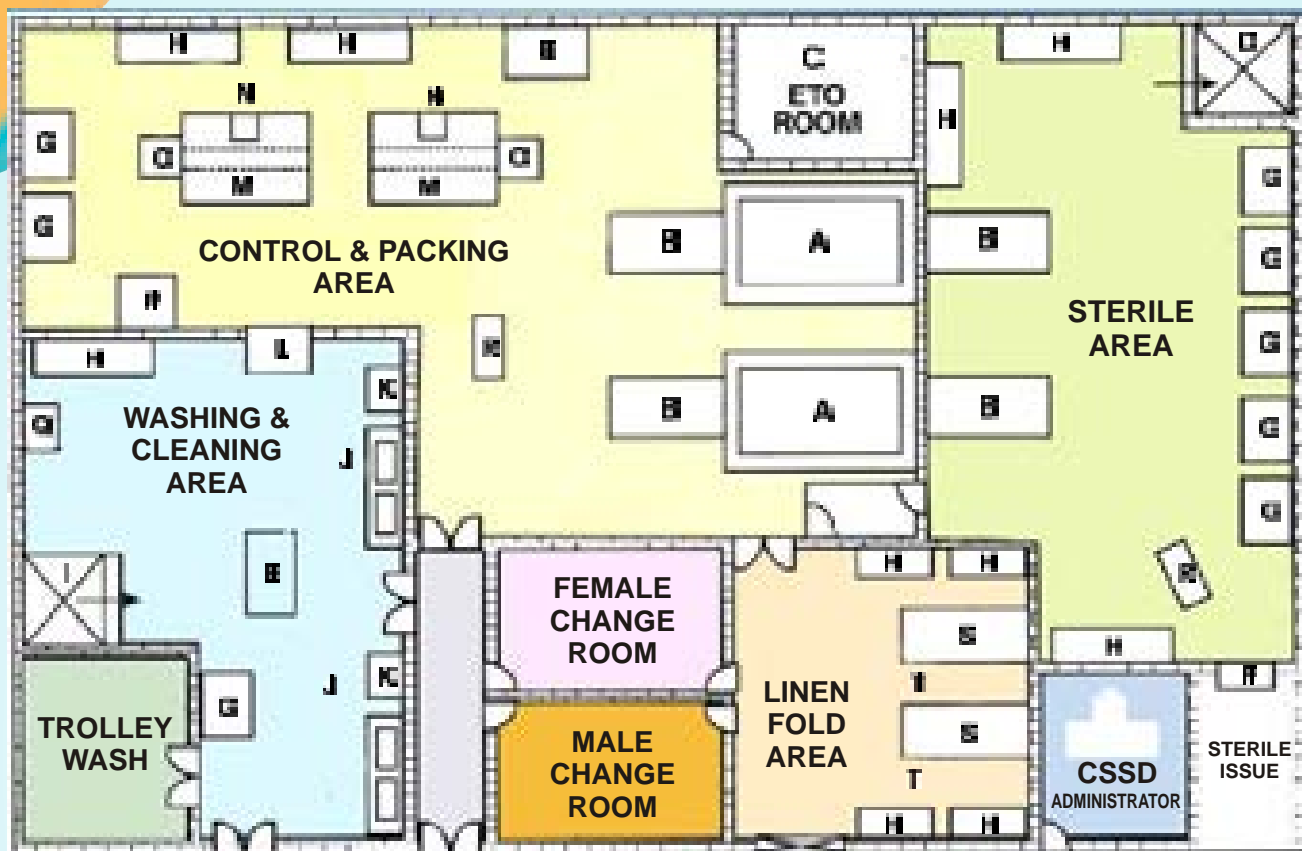 H
H
H
C
ETO
ROOM
H
G
G
G
H
M
M
G
G
CONTROL & PACKING
AREA
B
A
B
STERILE
AREA
B
A
B
G
G
G
H
L
K
WASHING &
CLEANING
AREA
J
E
I
H
H
FEMALE
CHANGE
ROOM
S
H
K
J
G
TROLLEY
WASH
LINEN
FOLD
AREA
S
MALE
CHANGE
ROOM
T
CSSD
ADMINISTRATOR
STERILE
ISSUE
H
H